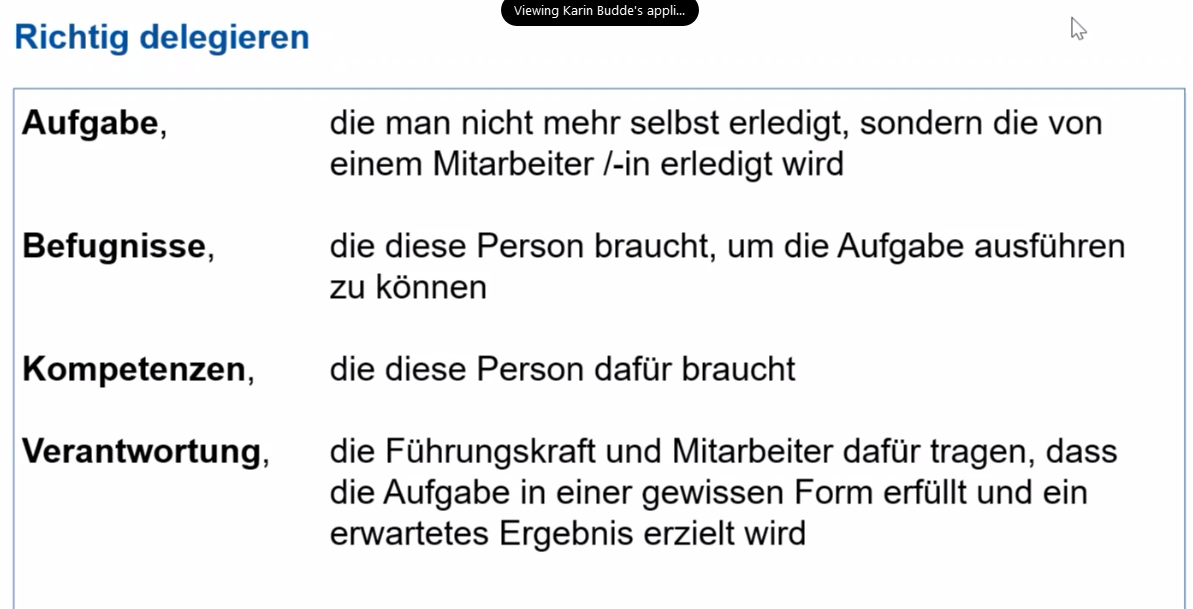 Viewing Karin Budde's appli...
Richtig delegieren
Aufgabe, die man nicht mehr selbst erledigt, sondern die von
einem Mitarbeiter /-in erledigt wird
Befugnisse, die diese Person braucht, um die Aufgabe ausführen
zu können
Kompetenzen, die diese Person dafür braucht
Verantwortung, die Führungskraft und Mitarbeiter dafür tragen, dass
die Aufgabe in einer gewissen Form erfüllt und ein
erwartetes Ergebnis erzielt wird